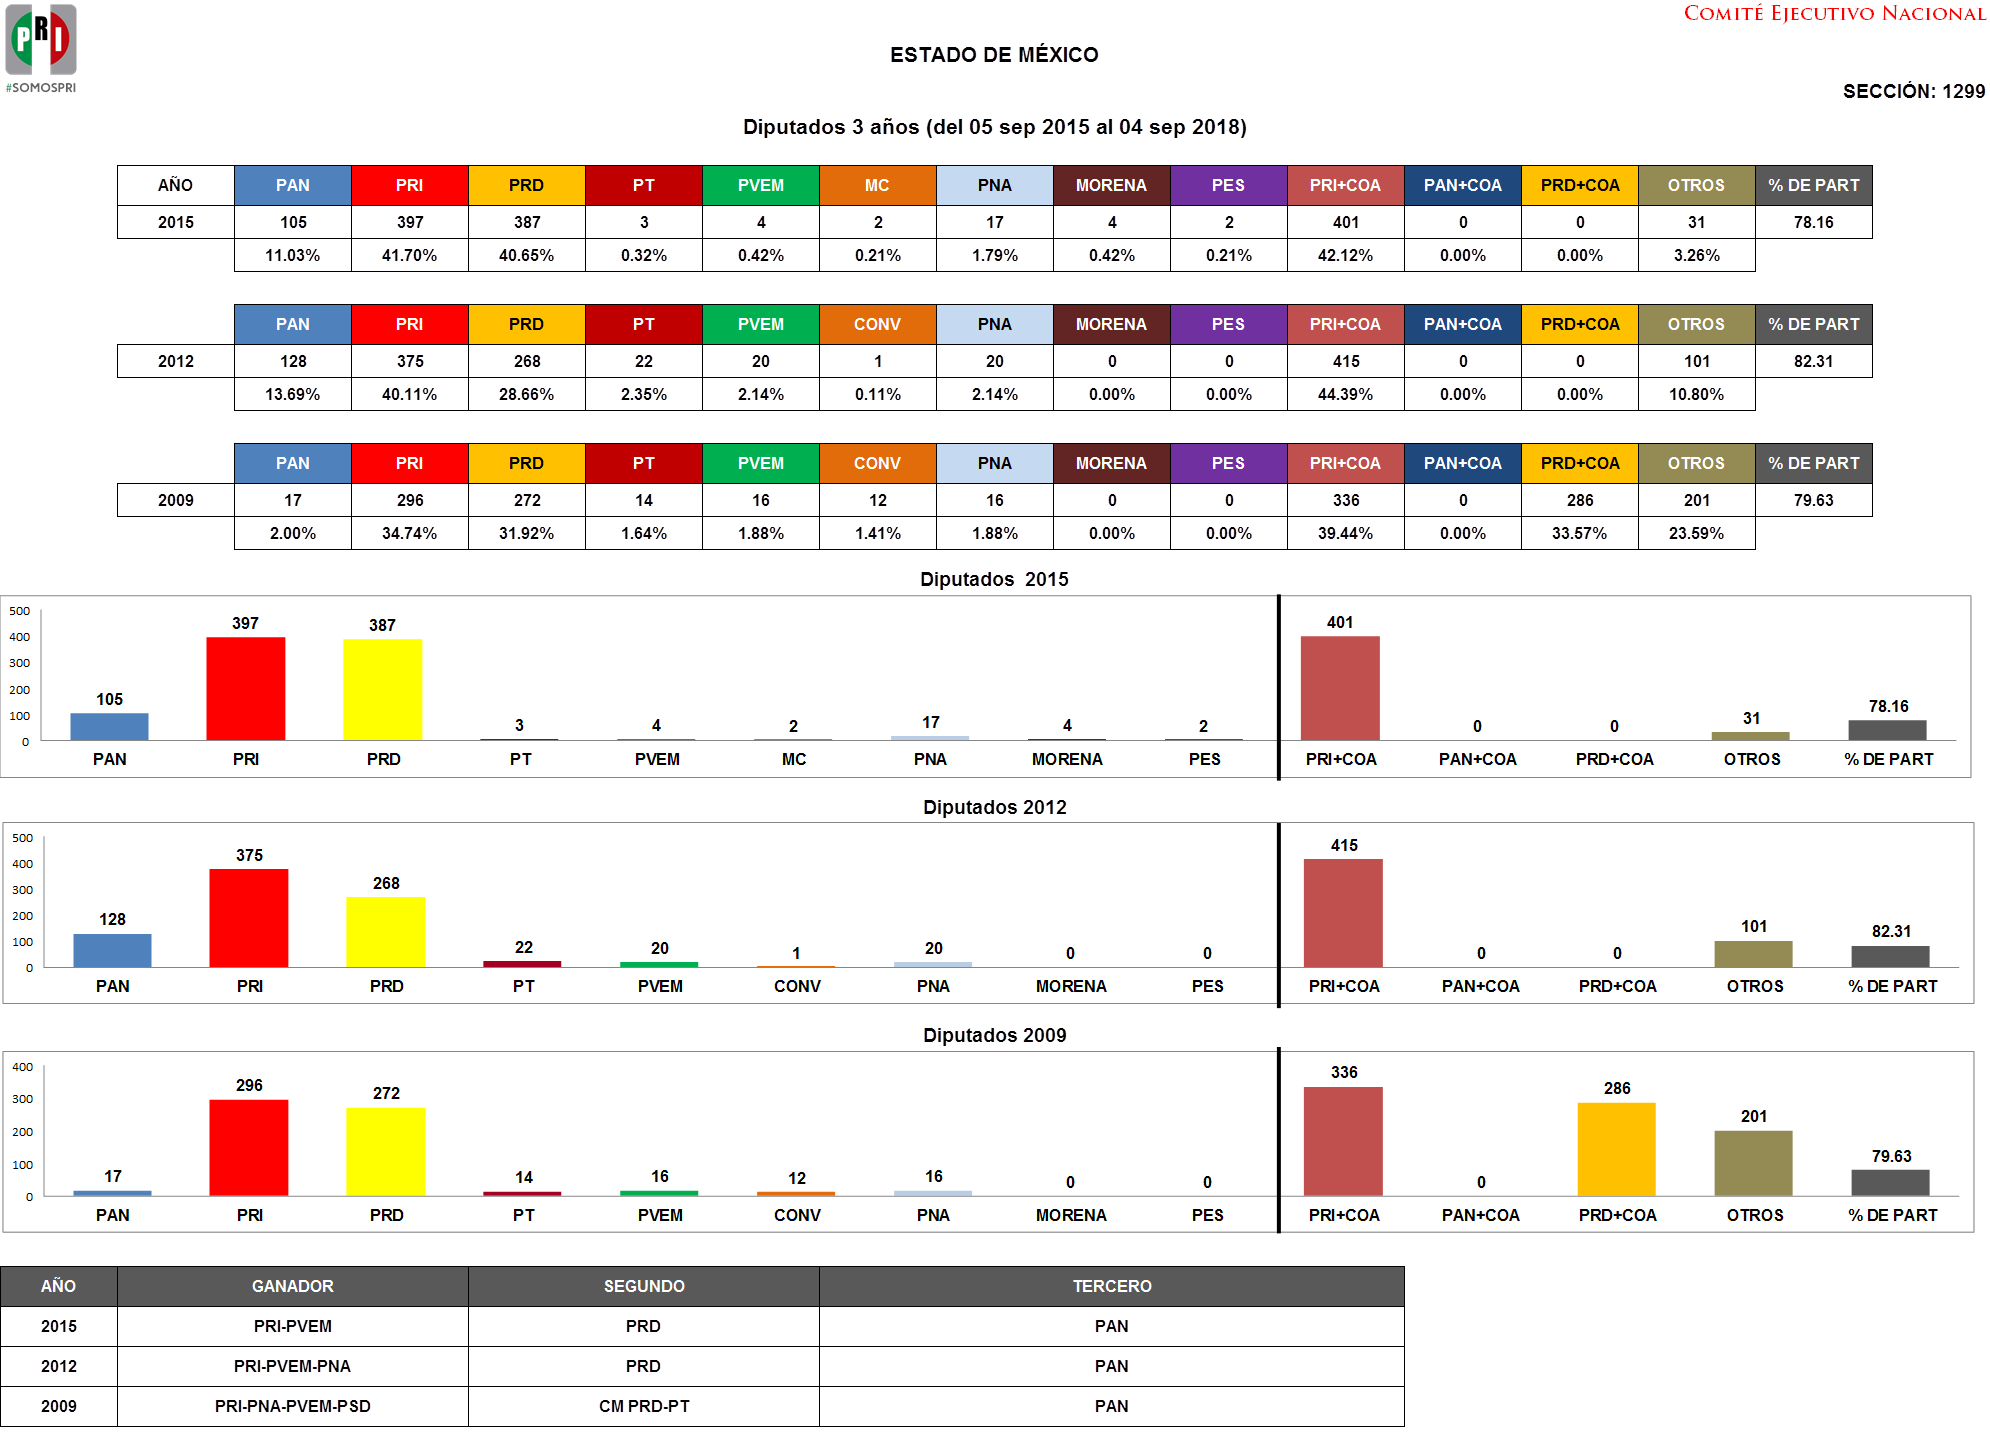 PRI
#SOMOSPRI
COMITÉ EJECUTIVO NACIONAL
ESTADO DE MÉXICO
SECCIÓN: 1299
Diputados 3 años (del 05 sep 2015 al 04 sep 2018)
AÑO PAN PRI PRD PT PVEM MC PNA MORENA PES PRI+COA PAN+COA PRD+COA OTROS % DE PART
2015 105 397 387 3 4 2 17 4 2 401 0 0 31 78.16
11.03% 41.70% 40.65% 0.32% 0.42% 0.21% 1.79% 0.42% 0.21% 42.12% 0.00% 0.00% 3.26%
PAN PRI PRD PT PVEM CONV PNA MORENA PES PRI+COA PAN+COA PRD+COA OTROS % DE PART
2012 128 375 268 22 20 1 20 0 0 415 0 0 101 82.31
13.69% 40.11% 28.66% 2.35% 2.14% 0.11% 2.14% 0.00% 0.00% 44.39% 0.00% 0.00% 10.80%
PAN PRI PRD PT PVEM CONV PNA MORENA PES PRI+COA PAN+COA PRD+COA OTROS % DE PART
2009 17 296 272 14 16 12 16 0 0 336 0 286 201 79.63
2.00% 34.74% 31.92% 1.64% 1.88% 1.41% 1.88% 0.00% 0.00% 39.44% 0.00% 33.57% 23.59%
Diputados 2015
500
400
300
200
100
0
105 397 387 3 4 2 17 4 2 401 0 0 31 78.16
PAN PRI PRD PT PVEM MC PNA MORENA PES PRI+COA PAN+COA PRD+COA OTROS % DE PART
Diputados 2012
500
400
300
200
100
0
128 375 268 22 20 1 20 0 0 415 0 0 101 82.31
PAN PRI PRD PT PVEM CONV PNA MORENA PES PRI+COA PAN+COA PRD+COA OTROS % DE PART
Diputados 2009
400
300
200
100
0
17 296 272 14 16 12 16 0 0 336 0 286 201 79.63
PAN PRI PRD PT PVEM CONV PNA MORENA PES PRI+COA PAN+COA PRD+COA OTROS % DE PART
AÑO GANADOR SEGUNDO TERCERO
2015 PRI-PVEM PRD PAN
2012 PRI-PVEM-PNA PRD PAN
2009 PRI-PNA-PVEM-PSD CM PRD-PT PAN